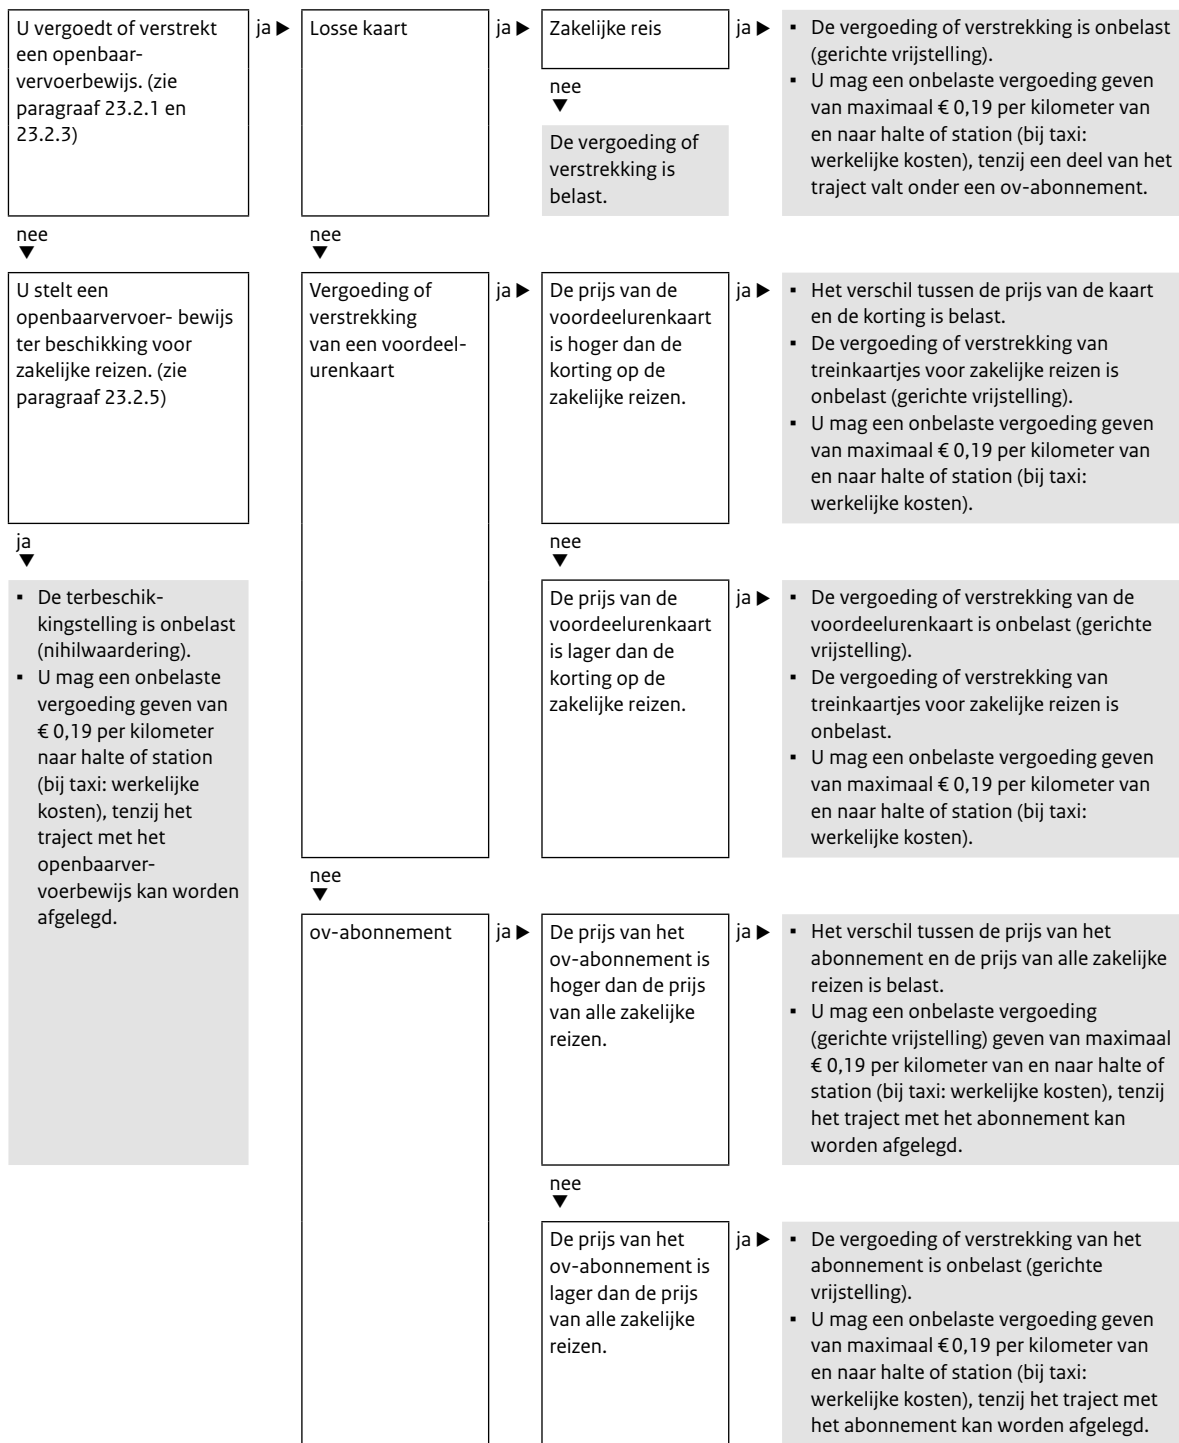 U vergoedt of verstrekt
een openbaar-
vervoerbewijs. (zie
paragraaf 23.2.1 en
23.2.3)
ja ▶
Losse kaart
ja ▶
Zakelijke reis
ja ▶
▪ De vergoeding of verstrekking is onbelast
(gerichte vrijstelling).
▪ U mag een onbelaste vergoeding geven
van maximaal € 0,19 per kilometer van
en naar halte of station (bij taxi:
werkelijke kosten), tenzij een deel van het
traject valt onder een ov-abonnement.
nee
▼
De vergoeding of
verstrekking is
belast.
nee
▼
nee
▼
U stelt een
openbaarvervoer- bewijs
ter beschikking voor
zakelijke reizen. (zie
paragraaf 23.2.5)
Vergoeding of
verstrekking
van een voordeel-
urenkaart
ja ▶
De prijs van de
voordeelurenkaart
is hoger dan de
korting op de
zakelijke reizen.
ja ▶
▪ Het verschil tussen de prijs van de kaart
en de korting is belast.
▪ De vergoeding of verstrekking van
treinkaartjes voor zakelijke reizen is
onbelast (gerichte vrijstelling).
▪ U mag een onbelaste vergoeding geven
van maximaal € 0,19 per kilometer van
en naar halte of station (bij taxi:
werkelijke kosten).
ja
▼
nee
▼
▪ De terbeschik-
kingstelling is onbelast
(nihilwaardering).
▪ U mag een onbelaste
vergoeding geven van
€ 0,19 per kilometer
naar halte of station
(bij taxi: werkelijke
kosten), tenzij het
traject met het
openbaarver-
voerbewijs kan worden
afgelegd.
De prijs van de
voordeelurenkaart
is lager dan de
korting op de
zakelijke reizen.
ja ▶
▪ De vergoeding of verstrekking van de
voordeelurenkaart is onbelast (gerichte
vrijstelling).
▪ De vergoeding of verstrekking van
treinkaartjes voor zakelijke reizen is
onbelast.
▪ U mag een onbelaste vergoeding geven
van maximaal € 0,19 per kilometer van
en naar halte of station (bij taxi:
werkelijke kosten).
nee
▼
ov-abonnement
ja ▶
De prijs van het
ov-abonnement is
hoger dan de prijs
van alle zakelijke
reizen.
ja ▶
▪ Het verschil tussen de prijs van het
abonnement en de prijs van alle zakelijke
reizen is belast.
▪ U mag een onbelaste vergoeding
(gerichte vrijstelling) geven van maximaal
€ 0,19 per kilometer van en naar halte of
station (bij taxi: werkelijke kosten), tenzij
het traject met het abonnement kan
worden afgelegd.
nee
▼
De prijs van het
ov-abonnement is
lager dan de prijs
van alle zakelijke
reizen.
ja ▶
▪ De vergoeding of verstrekking van het
abonnement is onbelast (gerichte
vrijstelling).
▪ U mag een onbelaste vergoeding geven
van maximaal € 0,19 per kilometer van
en naar halte of station (bij taxi:
werkelijke kosten), tenzij het traject met
het abonnement kan worden afgelegd.